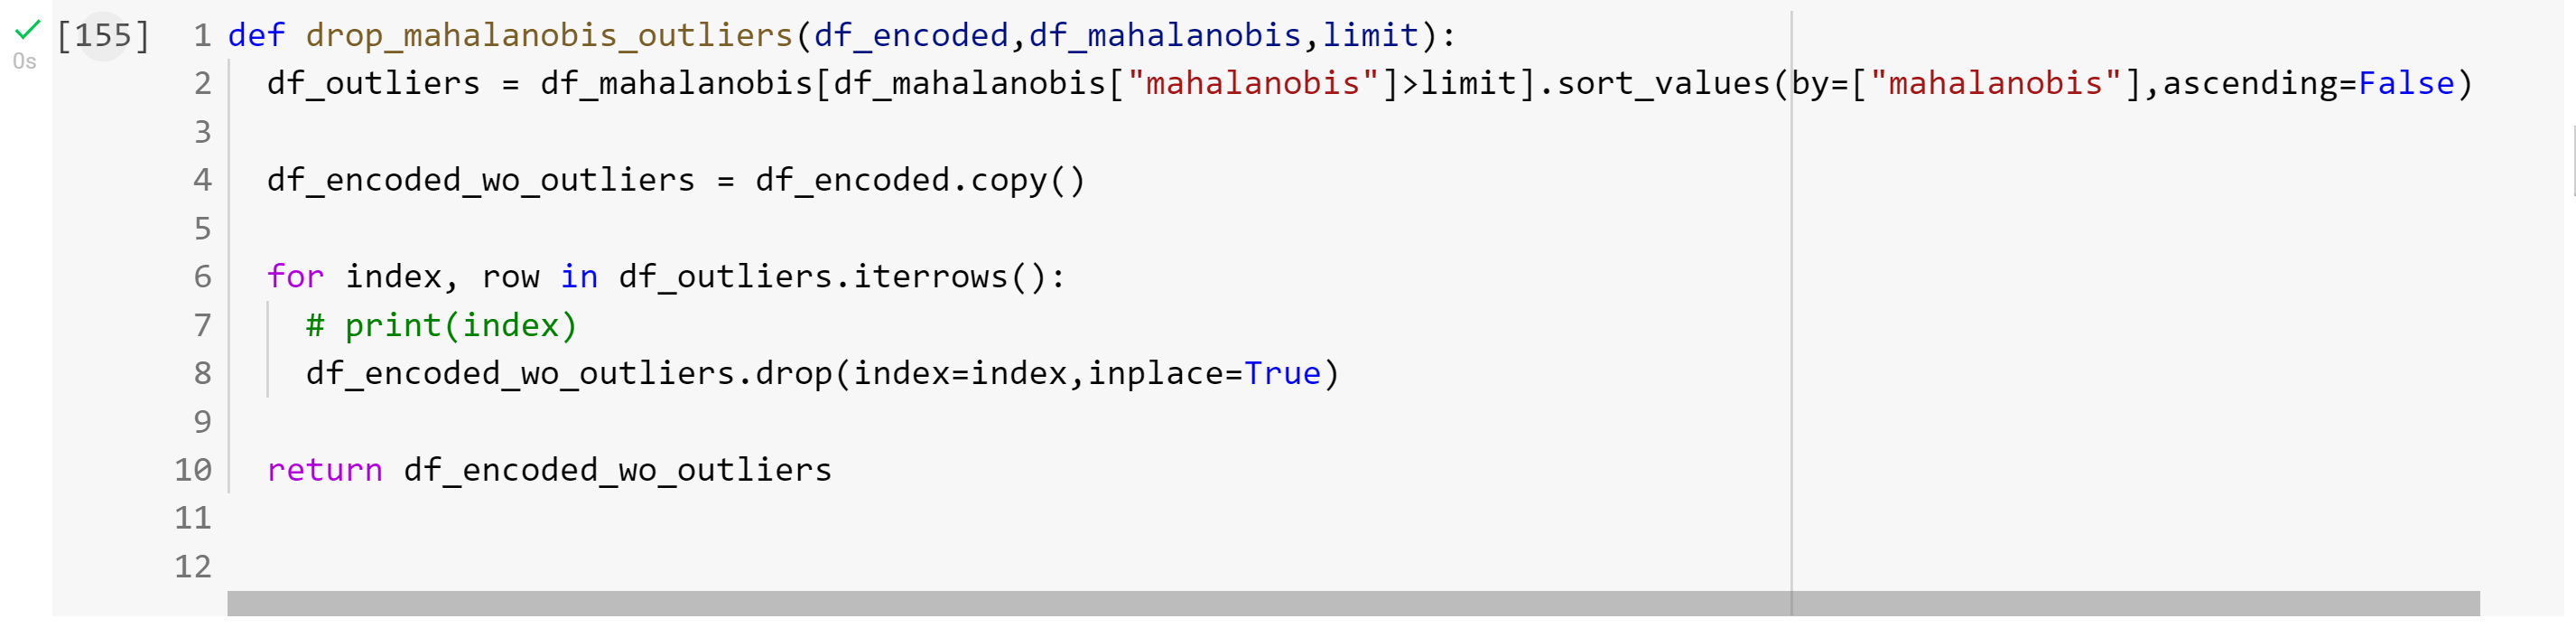 [155] 1 def drop_mahalanobis_outliers(df_encoded,df_mahalanobis,limit):
0s
2   df_outliers = df_mahalanobis[df_mahalanobis["mahalanobis"]>limit].sort_values(by=["mahalanobis"],ascending=False)
3
4   df_encoded_wo_outliers = df_encoded.copy()
5
6   for index, row in df_outliers.iterrows():
7     # print(index)
8     df_encoded_wo_outliers.drop(index=index,inplace=True)
9
10   return df_encoded_wo_outliers
11
12